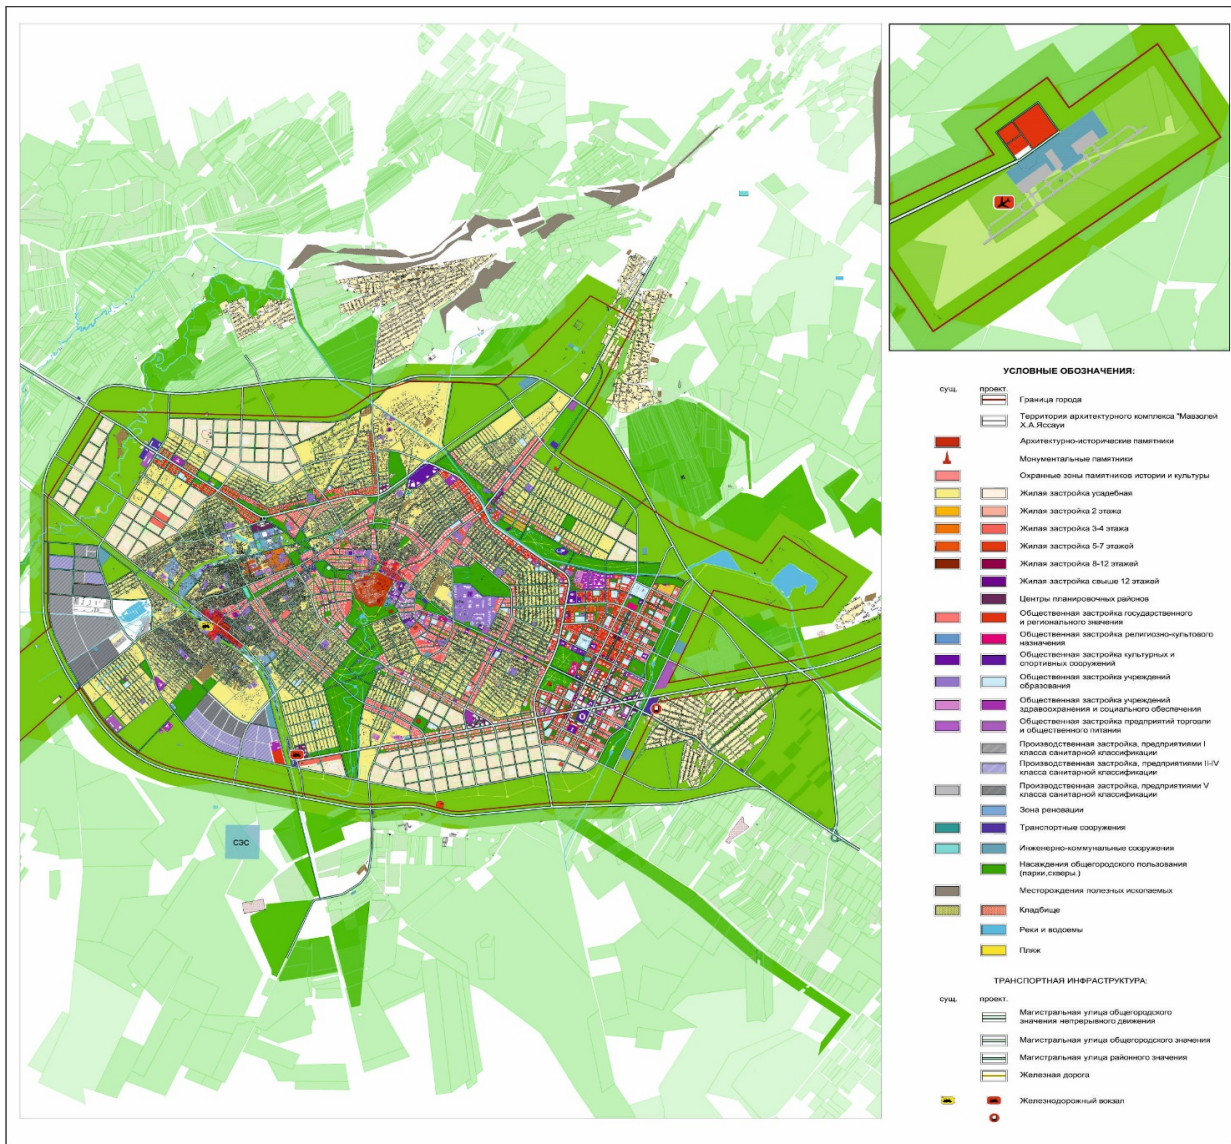 СЭС
УСЛОВНЫЕ ОБОЗНАЧЕНИЯ:
сущ. проект.
Граница города
Территория архитектурного комплекса "Мавзолей
Х.А.Яссауи
Архитектурно-исторические памятники
Монументальные памятники
Охранные зоны памятников истории и культуры
Жилая застройка усадебная
Жилая застройка 2 этажа
Жилая застройка 3-4 этажа
Жилая застройка 5-7 этажей
Жилая застройка 8-12 этажей
Жилая застройка свыше 12 этажей
Центры планировочных районов
Общественная застройка государственного
и регионального значения
Общественная застройка религиозно-культового
назначения
Общественная застройка культурных и
спортивных сооружений
Общественная застройка учреждений
образования
Общественная застройка учреждений
здравоохранения и социального обеспечения
Общественная застройка предприятий торговли
и общественного питания
Производственная застройка, предприятиями I
класса санитарной классификации
Производственная застройка, предприятиями II-IV
класса санитарной классификации
Производственная застройка, предприятиями V
класса санитарной классификации
Зона реновации
Транспортные сооружения
Инженерно-коммунальные сооружения
Насаждения общегородского пользования
(парки,скверы.)
Месторождения полезных ископаемых
Кладбище
Реки и водоемы
Пляж
ТРАНСПОРТНАЯ ИНФРАСТРУКТУРА:
сущ. проект.
Магистральная улица общегородского
значения непрерывного движения
Магистральная улица общегородского значения
Магистральная улица районного значения
Железная дорога
Железнодорожный вокзал